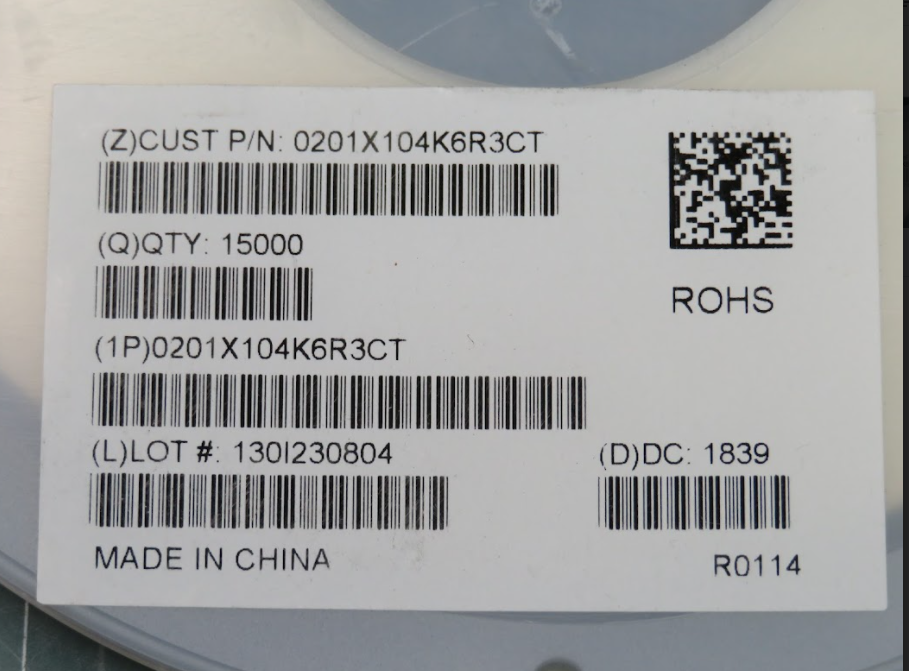 (Z)CUST P/N: 0201X104K6R3CT
(Q)QTY: 15000
ROHS
(1P)0201X104K6R3CT
(L)LOT #: 130I230804
(D)DC: 1839
MADE IN CHINA
R0114